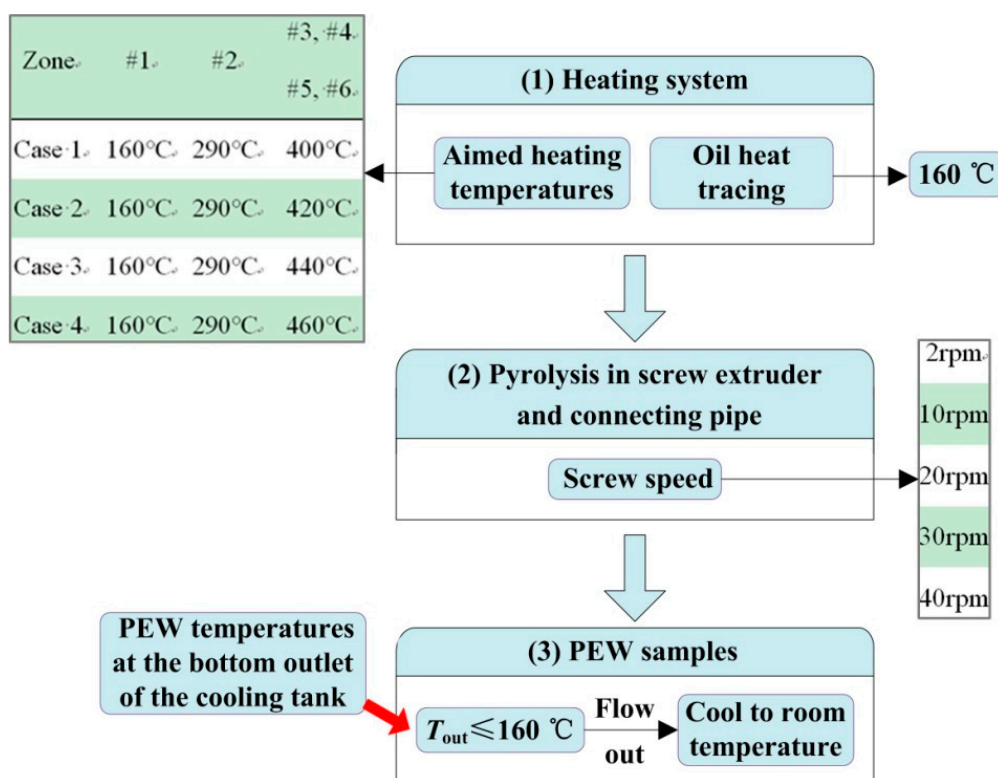 #3, #4
Zone #1 #2
#5, #6
Case 1 160°C 290°C 400°C
Case 2 160°C 290°C 420°C
Case 3 160°C 290°C 440°C
Case 4 160°C 290°C 460°C
(1) Heating system
Aimed heating
temperatures
Oil heat
tracing
160 ℃
(2) Pyrolysis in screw extruder
and connecting pipe
Screw speed
2rpm
10rpm
20rpm
30rpm
40rpm
(3) PEW samples
PEW temperatures
at the bottom outlet
of the cooling tank
Tout≤160 ℃
Flow
out
Cool to room
temperature